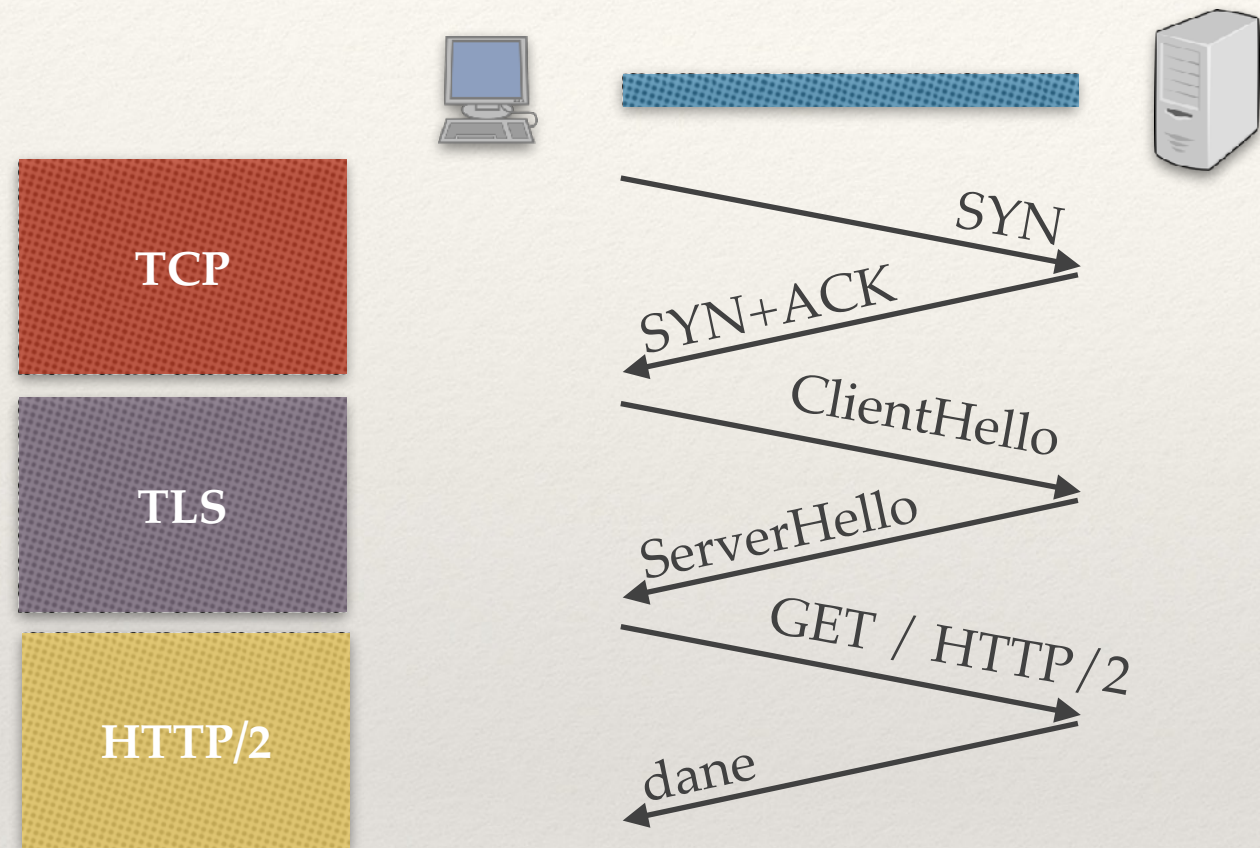 SYN
TCP
SYN+ACK
ClientHello
TLS
ServerHello
GET / HTTP/2
HTTP/2
dane